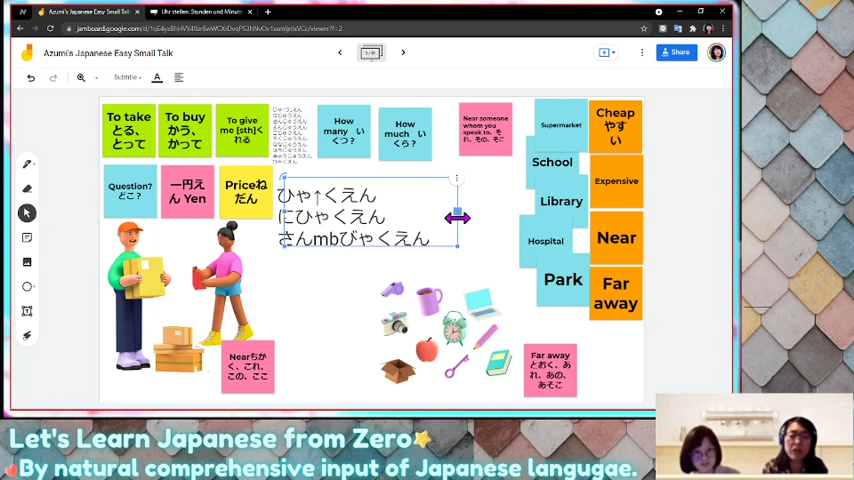 Azumi's Japanese Easy Small Talk
Uhr stellen: Stunden und Minuten
Azumi's Japanese Easy Small Talk
Share
Subtitle
To take
とる、
とって
To buy
かう、
かって
To give
me [sth]く
れる
How
many い
くつ?
How
much い
くら?
Near someone
whom you
speak to、そ
れ、その、そこ
Supermarket
Cheap
やす
い
School
Expensive
Library
Hospital
Near
Park
Far
away
Question?
どこ?
一円え
ん Yen
Priceね
だん
ひゃ↑くえん
にひゃくえん
さんmbびゃくえん
Nearちか
く、これ、
この、ここ
Far away
とおく、あ
れ、あの、
あそこ
Let's Learn Japanese from Zero
By natural comprehensive input of Japanese langugae.